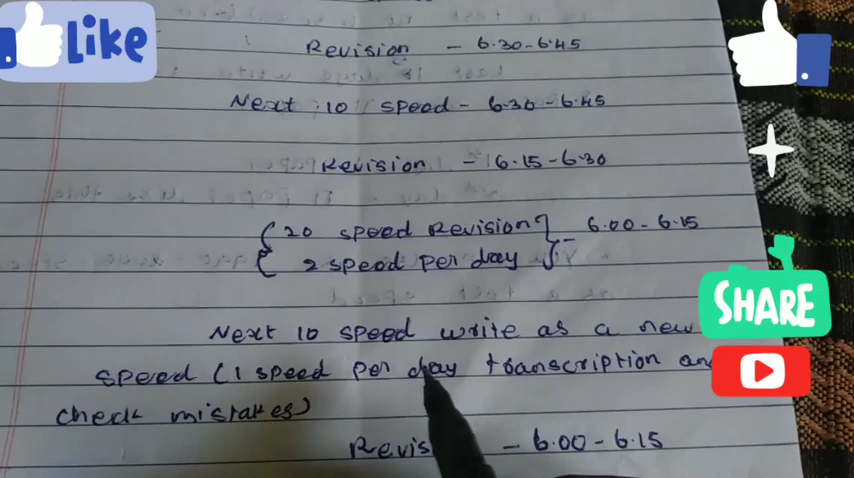 Like
Revision - 6.30-6.45
Next 10 speed - 6.30-6.45
Revision - 6.15-6.30
{20 speed Revision} - 6.00-6.15
{2 speed per day}
SHARE
Next 10 speed write as a new
speed (1 speed per day transcription
check mistakes)
- 6.00-6.15